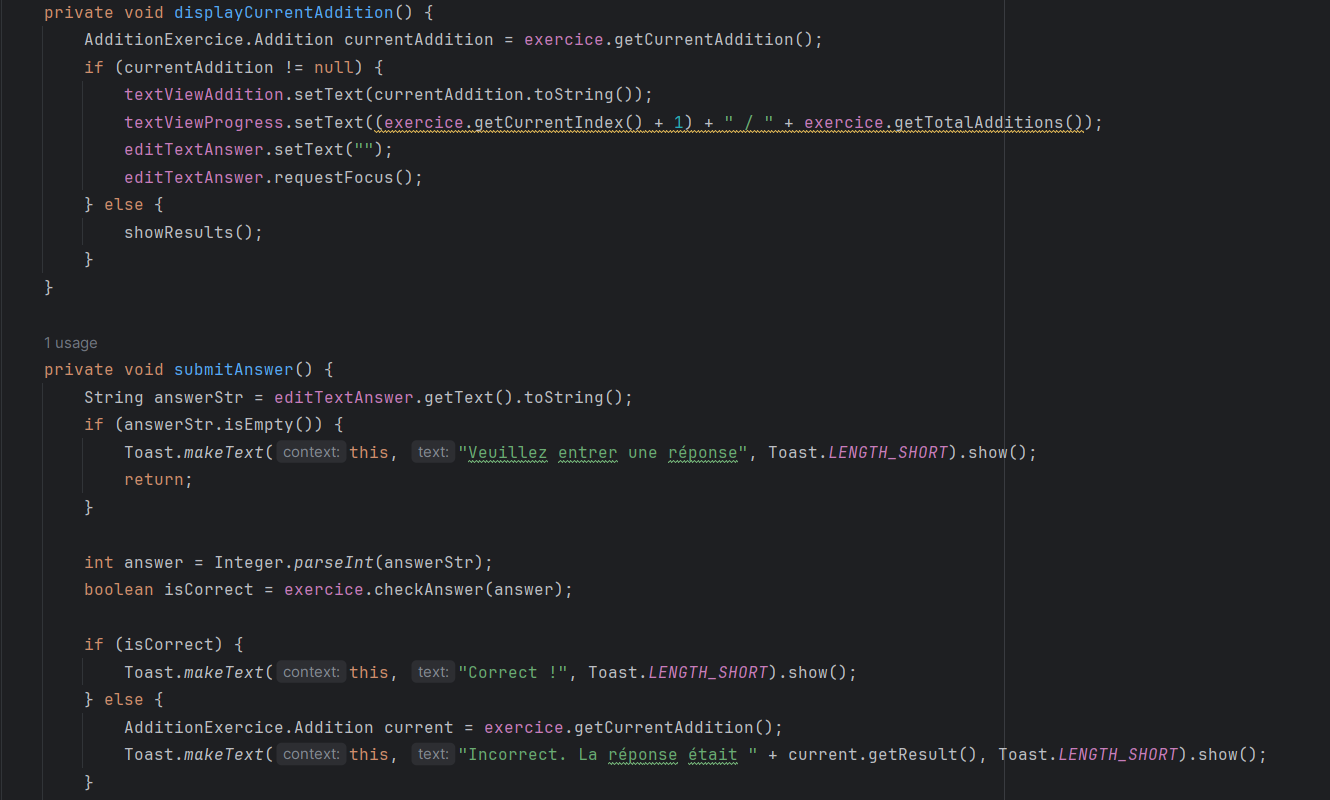 private void displayCurrentAddition() {
AdditionExercice.Addition currentAddition = exercice.getCurrentAddition();
if (currentAddition != null) {
textViewAddition.setText(currentAddition.toString());
textViewProgress.setText((exercice.getCurrentIndex() + 1) + " / " + exercice.getTotalAdditions());
editTextAnswer.setText("");
editTextAnswer.requestFocus();
} else {
showResults();
}
}
1 usage
private void submitAnswer() {
String answerStr = editTextAnswer.getText().toString();
if (answerStr.isEmpty()) {
Toast.makeText( context: this, text: "Veuillez entrer une réponse", Toast.LENGTH_SHORT).show();
return;
}
int answer = Integer.parseInt(answerStr);
boolean isCorrect = exercice.checkAnswer(answer);
if (isCorrect) {
Toast.makeText( context: this, text: "Correct !", Toast.LENGTH_SHORT).show();
} else {
AdditionExercice.Addition current = exercice.getCurrentAddition();
Toast.makeText( context: this, text: "Incorrect. La réponse était " + current.getResult(), Toast.LENGTH_SHORT).show();
}